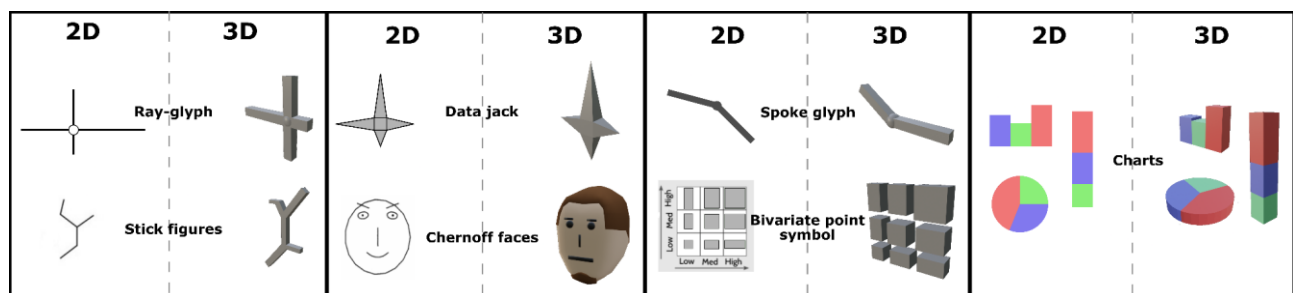 2D 3D
Ray-glyph
Stick figures
2D 3D
Data jack
Chernoff faces
2D 3D
Spoke glyph
High
Med
Low
Low Med High
Bivariate point
symbol
2D 3D
Charts